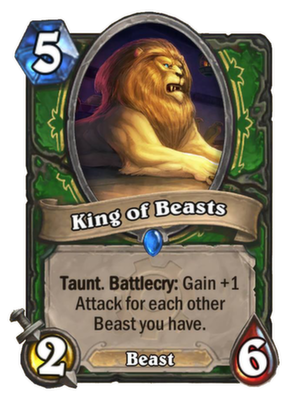 5
King of Beasts
Taunt. Battlecry: Gain +1
Attack for each other
Beast you have.
2
Beast
6